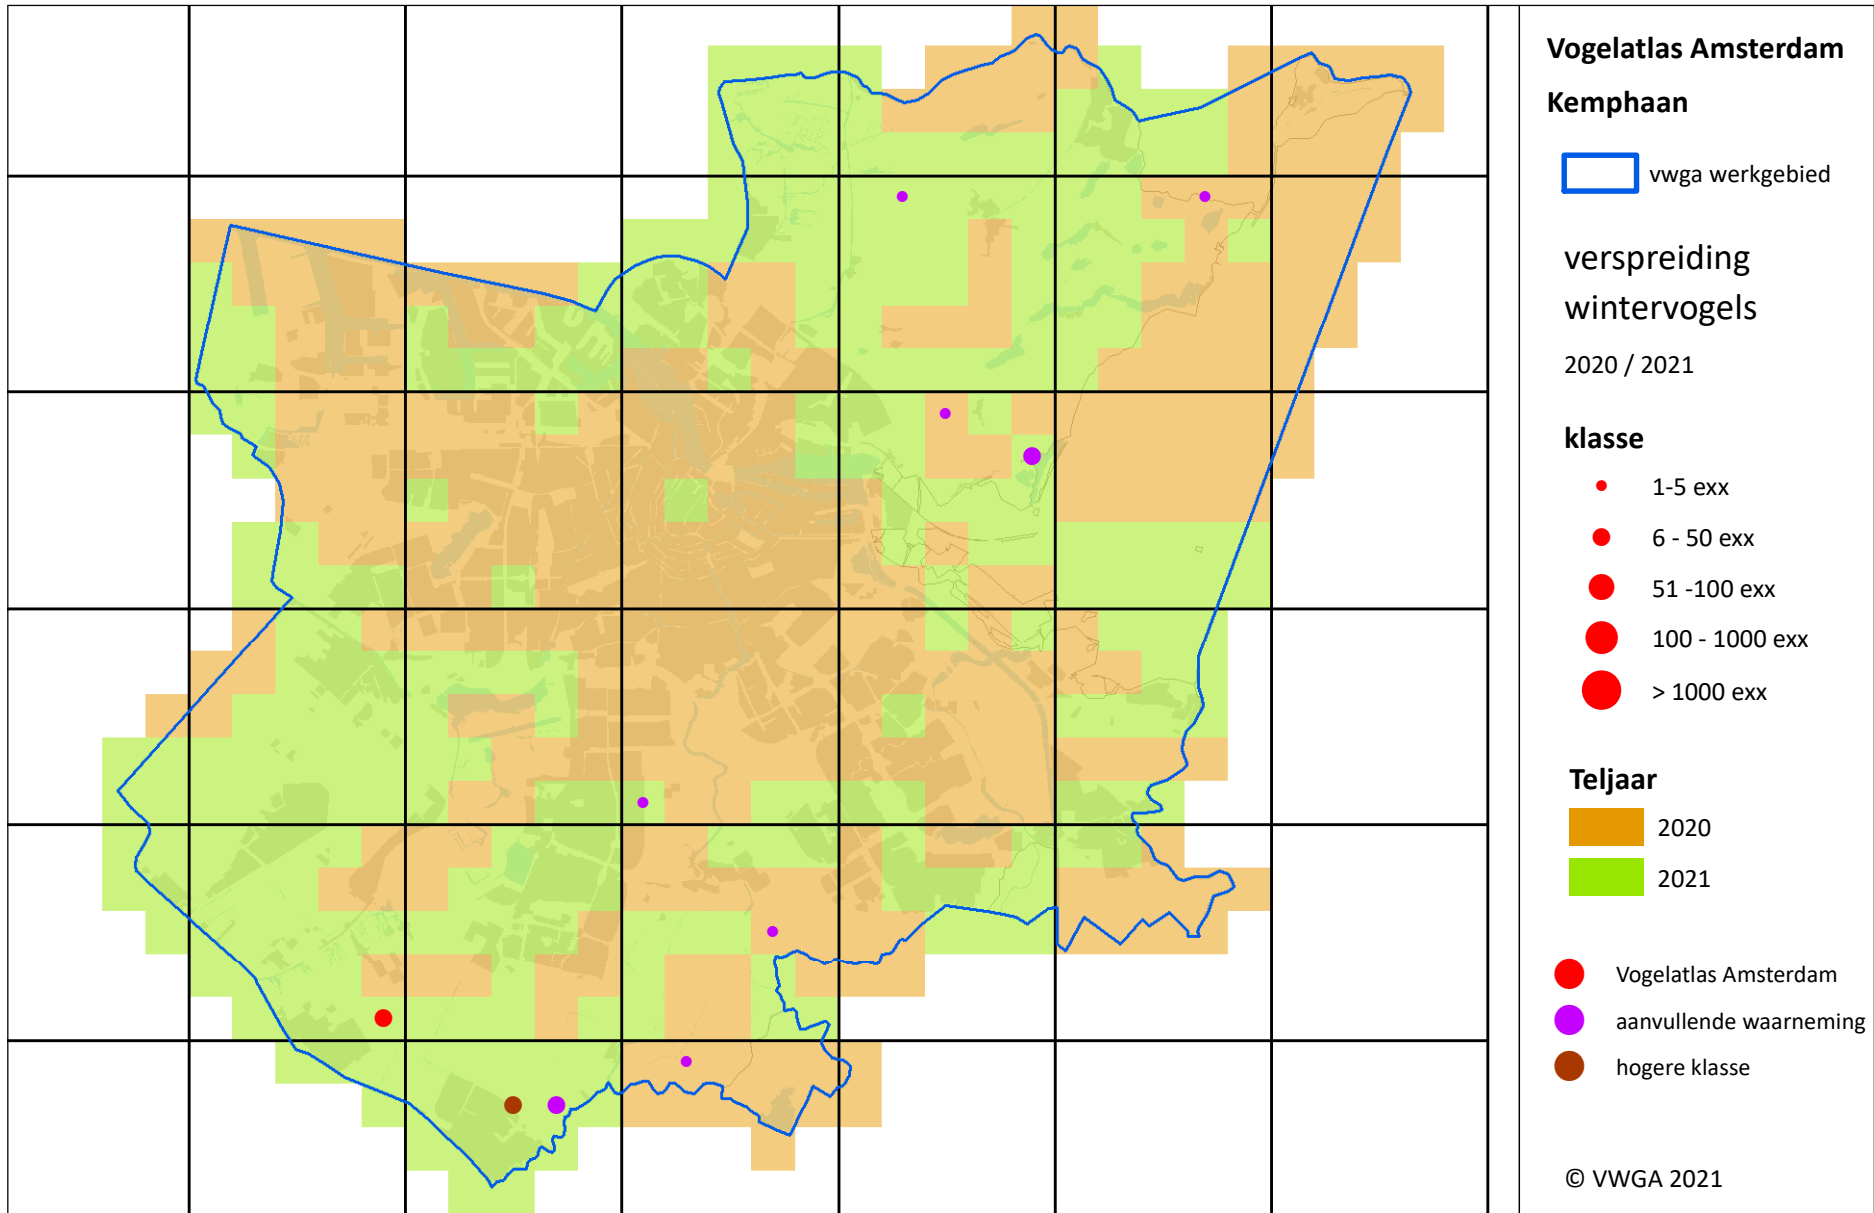 Vogelatlas Amsterdam
Kemphaan
vwga werkgebied
verspreiding
wintervogels
2020 / 2021
klasse
1-5 exx
6 - 50 exx
51 -100 exx
100 - 1000 exx
> 1000 exx
Teljaar
2020
2021
Vogelatlas Amsterdam
aanvullende waarneming
hogere klasse
© VWGA 2021